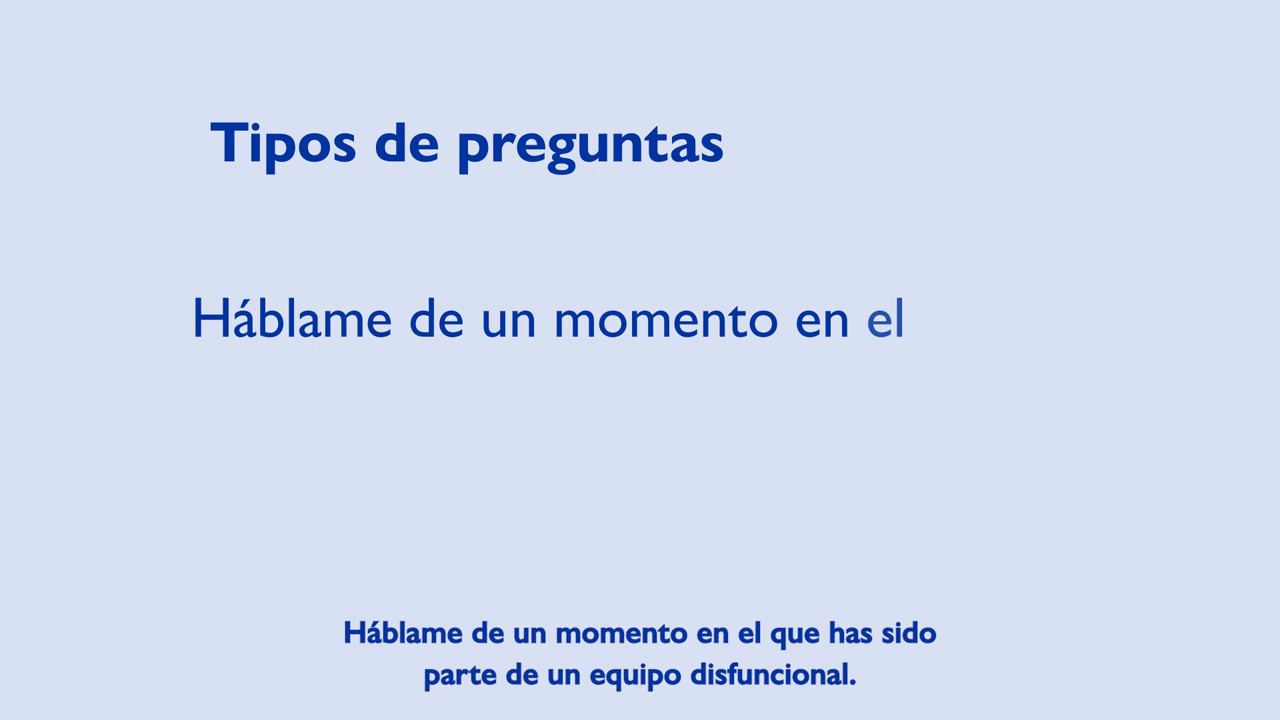 Tipos de preguntas
Háblame de un momento en el
Háblame de un momento en el que has sido
parte de un equipo disfuncional.